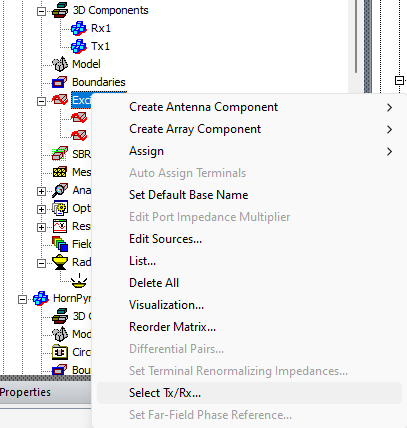 3D Components
Rx1
Tx1
Model
Boundaries
Exc
Create Antenna Component
Create Array Component
Assign
SBR
Auto Assign Terminals
Mes
Set Default Base Name
Ana
Edit Port Impedance Multiplier
Opti
Edit Sources...
Res
List...
Field
Delete All
Rad
Visualization...
HornPyr
Reorder Matrix...
3D C
Differential Pairs...
Mod
Set Terminal Renormalizing Impedances...
Circ
Select Tx/Rx...
Bou
Properties
Set Far-Field Phase Reference...